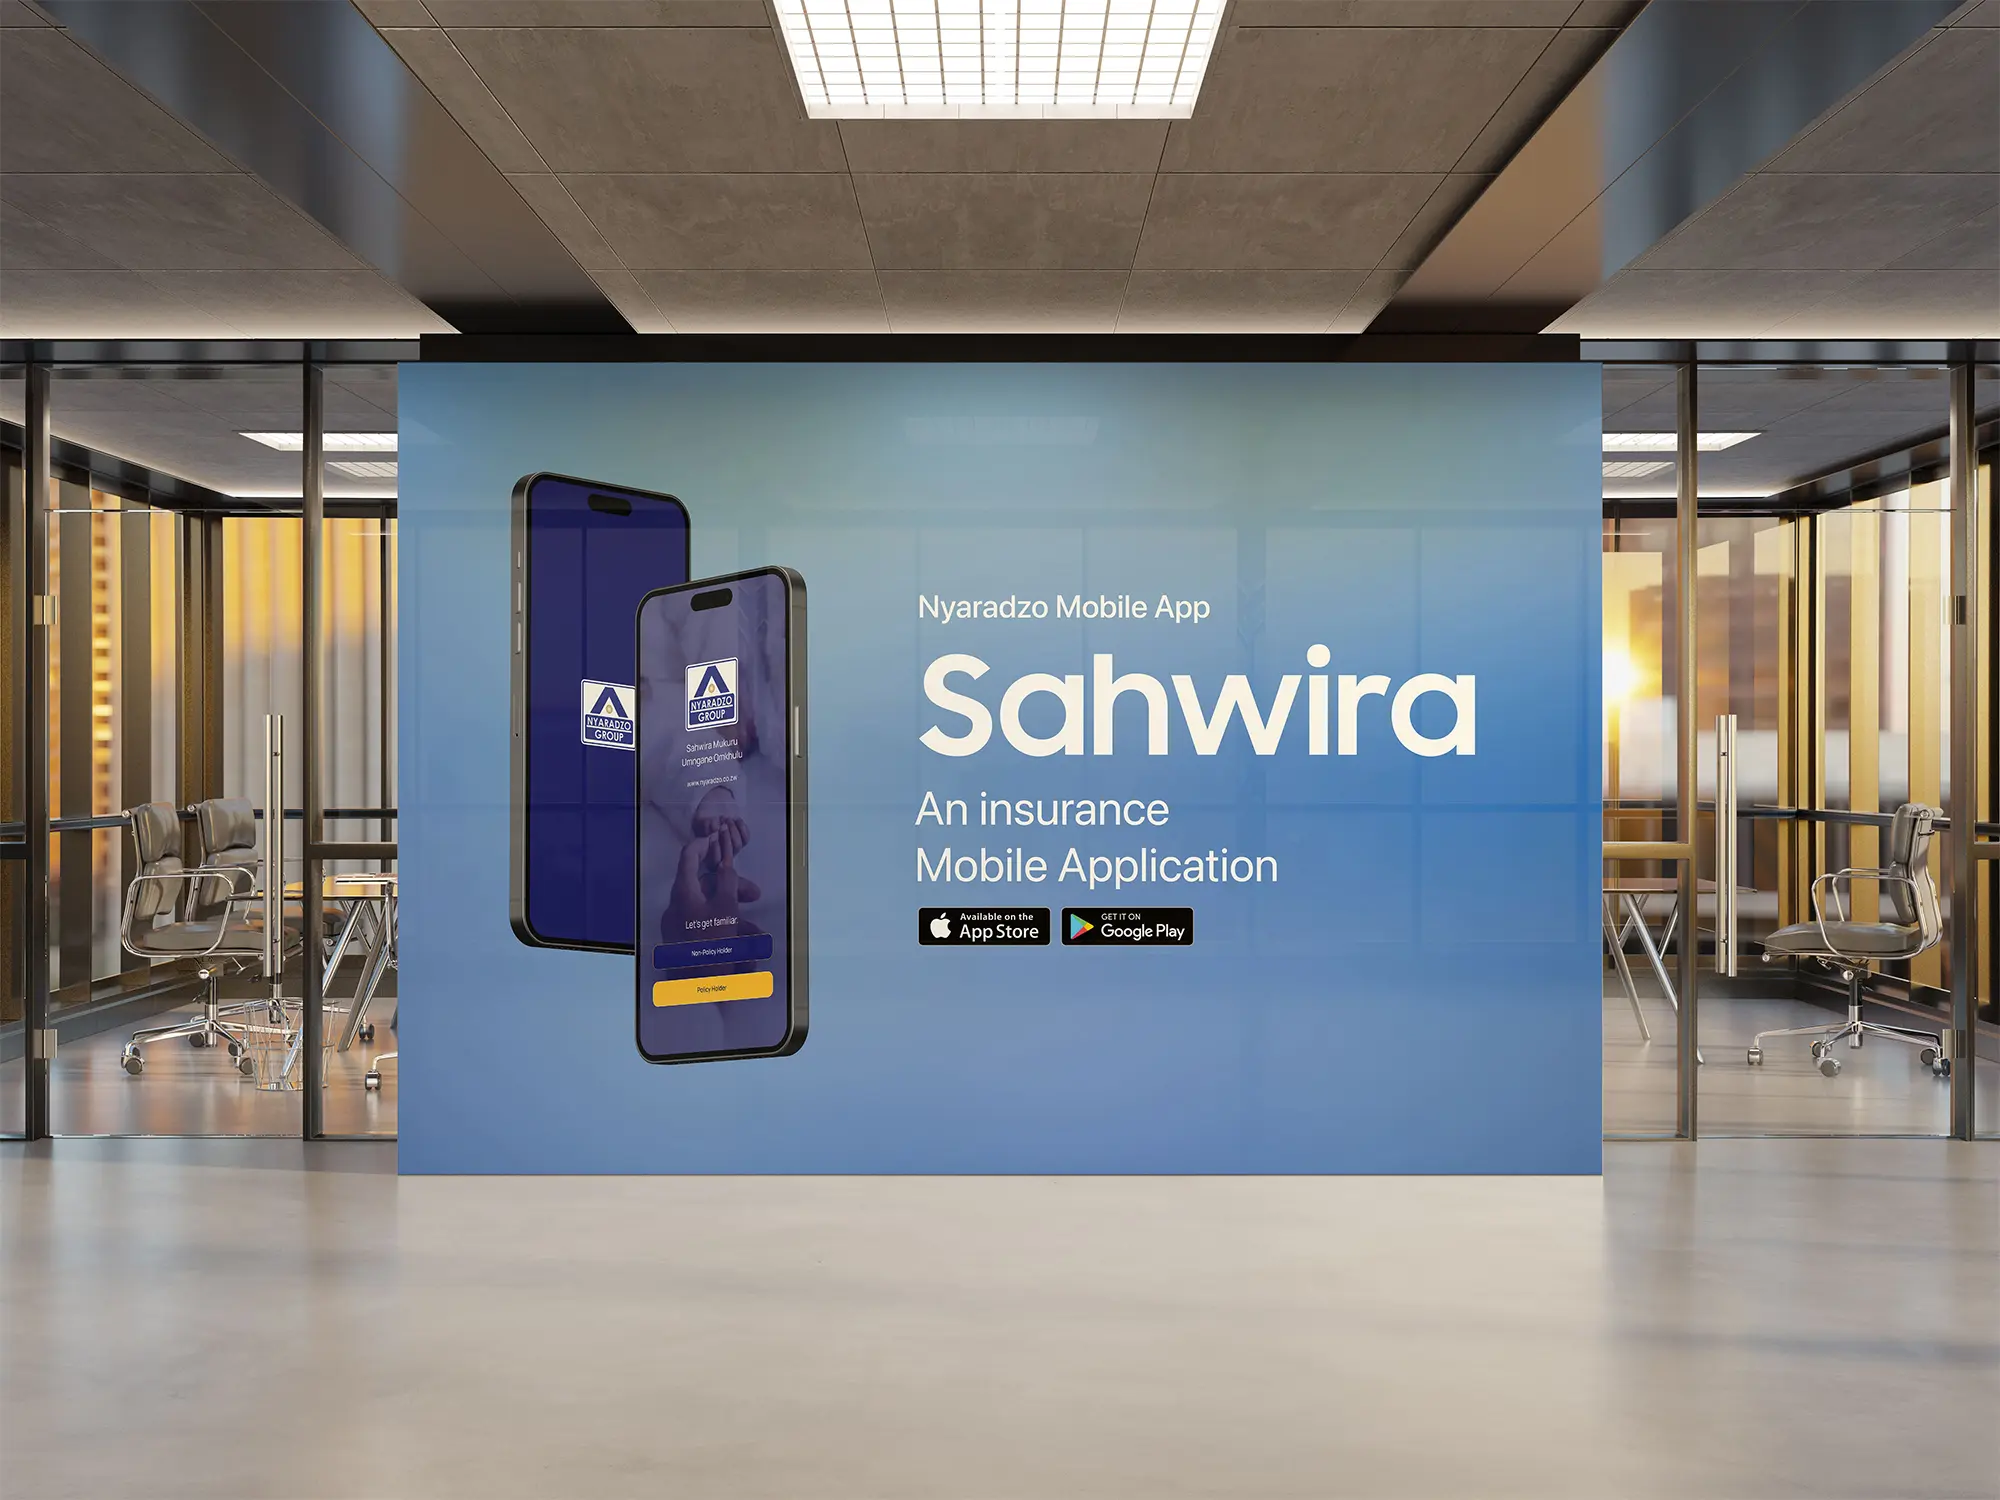 NYARADZO
GROUP
NYARADZO
GROUP
Sahwira Mukuru
Umngane Omkhulu
www.nyaradzo.co.zw
Let's get familiar.
Non-Policy Holder
Policy Holder
Nyaradzo Mobile App
Sahwira
An insurance
Mobile Application
Available on the
App Store
GET IT ON
Google Play